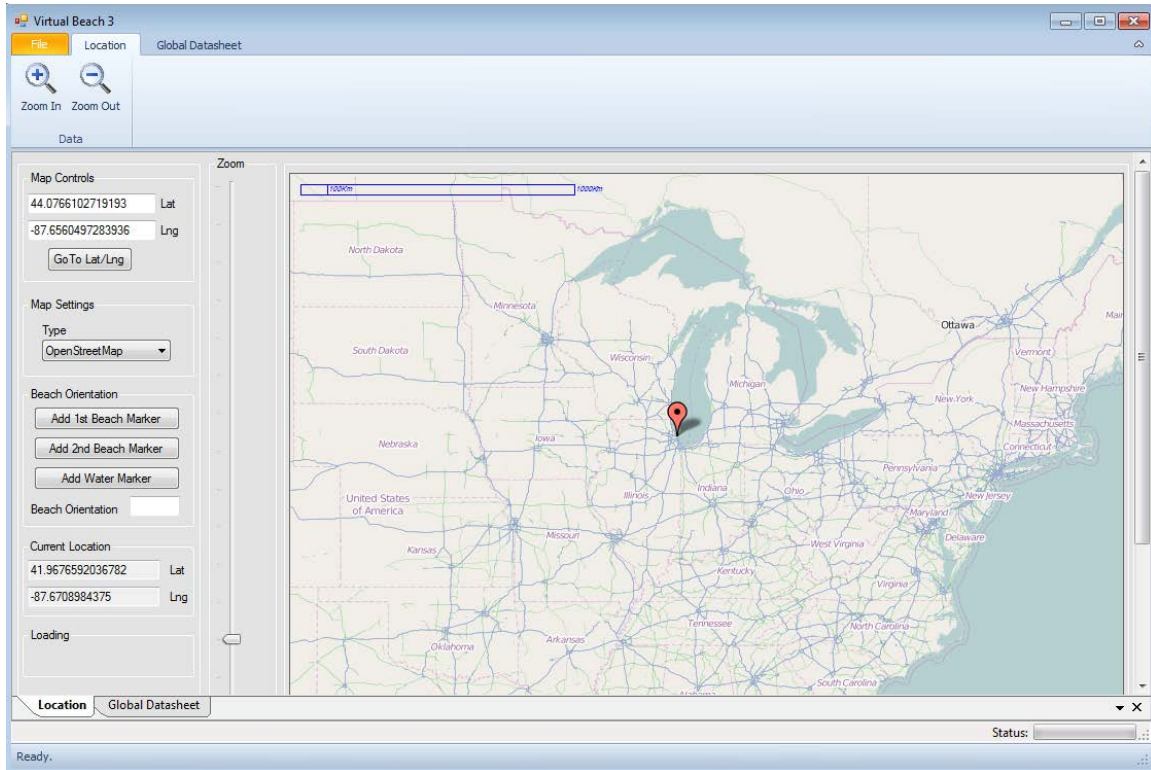 Virtual Beach 3
File Location Global Datasheet
Zoom In Zoom Out
Data
Zoom
Map Controls
44.0766102719193 Lat
-87.6560497283936 Lng
GoTo Lat/Lng
Map Settings
Type
OpenStreetMap
Beach Orientation
Add 1st Beach Marker
Add 2nd Beach Marker
Add Water Marker
Beach Orientation
Current Location
41.9676592036782 Lat
-87.6708984375 Lng
Loading
100Km 1000Km
North Dakota
Minnesota
Ottawa
Main
South Dakota
Wisconsin
Vermont
Michigan
New York
New Hampshire
Massachusetts
Connecticut
Nebraska
Iowa
Pennsylvania
United States
of America
Illinois
Indiana
Ohio
New Jersey
Maryland
Missouri
West Virginia
Delaware
Kansas
Kentucky
Virginia
Tennessee
North Carolina
Oklahoma
Arkansas
South Carolina
Alabama
Location Global Datasheet
Status:
Ready.